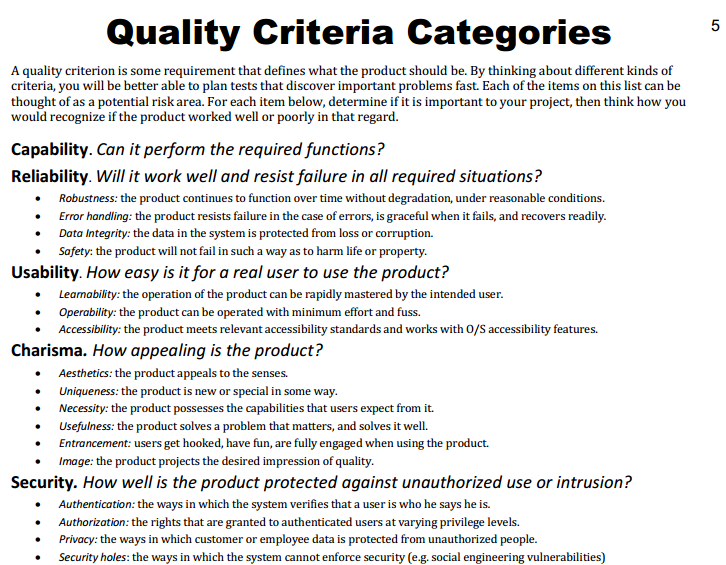 Quality Criteria Categories
5
A quality criterion is some requirement that defines what the product should be. By thinking about different kinds of
criteria, you will be better able to plan tests that discover important problems fast. Each of the items on this list can be
thought of as a potential risk area. For each item below, determine if it is important to your project, then think how you
would recognize if the product worked well or poorly in that regard.
Capability. Can it perform the required functions?
Reliability. Will it work well and resist failure in all required situations?
• Robustness: the product continues to function over time without degradation, under reasonable conditions.
• Error handling: the product resists failure in the case of errors, is graceful when it fails, and recovers readily.
• Data Integrity: the data in the system is protected from loss or corruption.
• Safety: the product will not fail in such a way as to harm life or property.
Usability. How easy is it for a real user to use the product?
• Learnability: the operation of the product can be rapidly mastered by the intended user.
• Operability: the product can be operated with minimum effort and fuss.
• Accessibility: the product meets relevant accessibility standards and works with O/S accessibility features.
Charisma. How appealing is the product?
• Aesthetics: the product appeals to the senses.
• Uniqueness: the product is new or special in some way.
• Necessity: the product possesses the capabilities that users expect from it.
• Usefulness: the product solves a problem that matters, and solves it well.
• Entrancement: users get hooked, have fun, are fully engaged when using the product.
• Image: the product projects the desired impression of quality.
Security. How well is the product protected against unauthorized use or intrusion?
• Authentication: the ways in which the system verifies that a user is who he says he is.
• Authorization: the rights that are granted to authenticated users at varying privilege levels.
• Privacy: the ways in which customer or employee data is protected from unauthorized people.
• Security holes: the ways in which the system cannot enforce security (e.g. social engineering vulnerabilities)